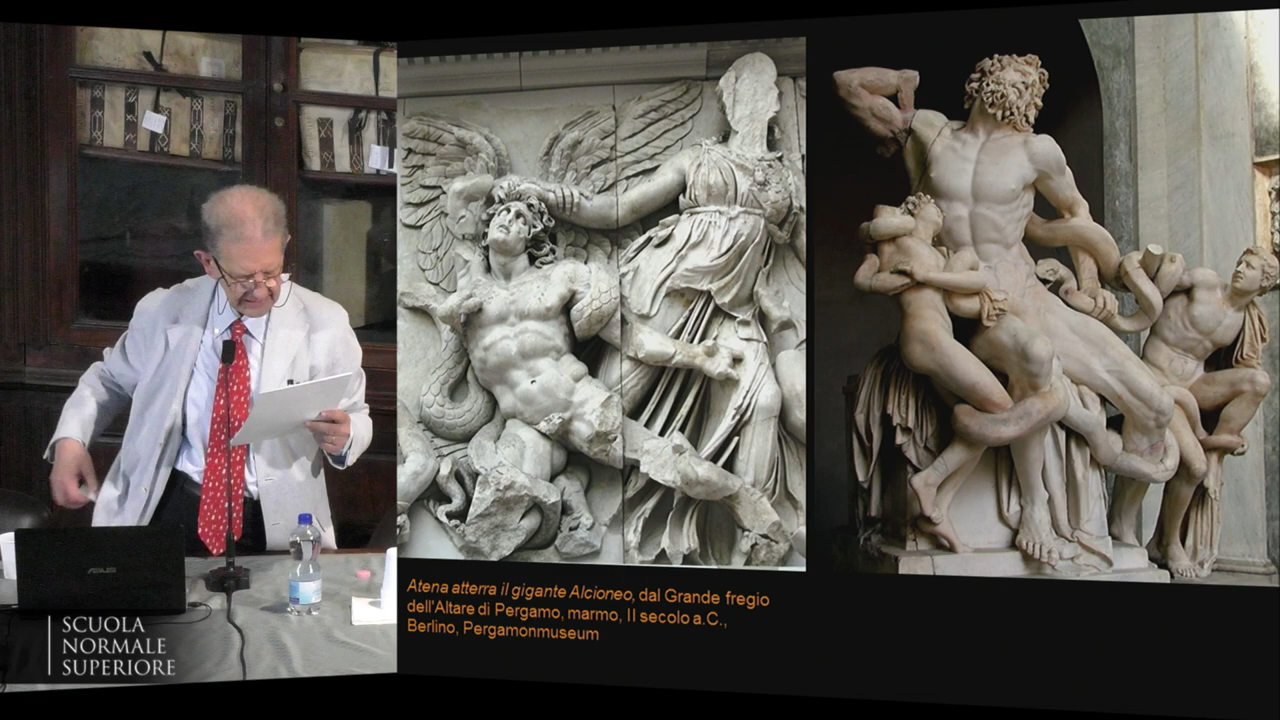 ASUS
SCUOLA
NORMALE
SUPERIORE
Atena atterra il gigante Alcioneo, dal Grande fregio
dell'Altare di Pergamo, marmo, II secolo a.C.,
Berlino, Pergamonmuseum